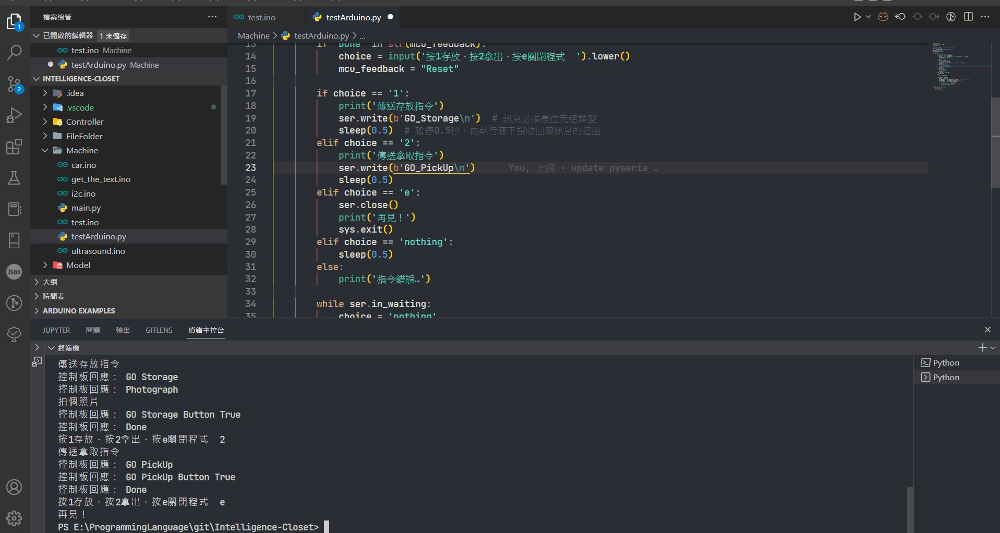 檔案總管
已開啟的編輯器 1 未儲存
test.ino Machine
testArduino.py Machine
INTELLIGENCE-CLOSET
.idea
.vscode
Controller
FileFolder
Machine
car.ino
get_the_text.ino
i2c.ino
main.py
test.ino
testArduino.py
ultrasound.ino
Model
大綱
時間表
ARDUINO EXAMPLES
1
2
Json
test.ino
testArduino.py
Machine > testArduino.py > ...
13 if "Done" in str(mcu_feedback):
14 choice = input('按1存放、按2拿出、按e關閉程式  ').lower()
15 mcu_feedback = "Reset"
16
17 if choice == '1':
18 print('傳送存放指令')
19 ser.write(b'GO_Storage\n')  # 訊息必須是位元組類型
20 sleep(0.5)  # 暫停0.5秒，再執行底下接收回應訊息的迴圈
21 elif choice == '2':
22 print('傳送拿取指令')
23 ser.write(b'GO_PickUp\n') You, 上週 • update pyseria …
24 sleep(0.5)
25 elif choice == 'e':
26 ser.close()
27 print('再見！')
28 sys.exit()
29 elif choice == 'nothing':
30 sleep(0.5)
31 else:
32 print('指令錯誤…')
33
34 while ser.in_waiting:
35 choice = 'nothing'
JUPYTER 問題 輸出 GITLENS 偵錯主控台
終端機
傳送存放指令
控制板回應： GO Storage
控制板回應： Photograph
拍個照片
控制板回應： GO Storage Button True
控制板回應： Done
按1存放、按2拿出、按e關閉程式  2
傳送拿取指令
控制板回應： GO PickUp
控制板回應： GO PickUp Button True
控制板回應： Done
按1存放、按2拿出、按e關閉程式  e
再見！
PS E:\ProgrammingLanguage\git\Intelligence-Closet>
Python
Python